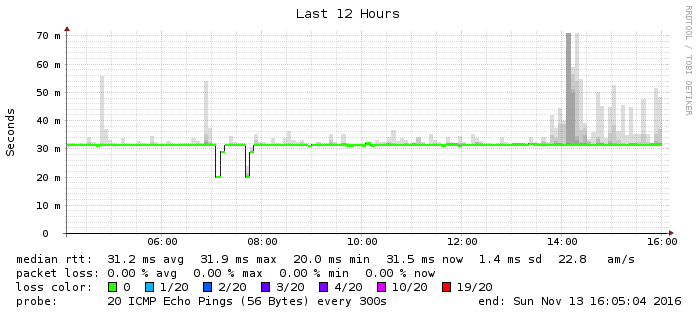 Last 12 Hours
RRDTOOL / TOBI OETIKER
Seconds
70 m
60 m
50 m
40 m
30 m
20 m
10 m
0
06:00 08:00 10:00 12:00 14:00 16:00
median rtt: 31.2 ms avg 31.9 ms max 20.0 ms min 31.5 ms now 1.4 ms sd 22.8 am/s
packet loss: 0.00 % avg 0.00 % max 0.00 % min 0.00 % now
loss color: 0 1/20 2/20 3/20 4/20 10/20 19/20
probe: 20 ICMP Echo Pings (56 Bytes) every 300s end: Sun Nov 13 16:05:04 2016